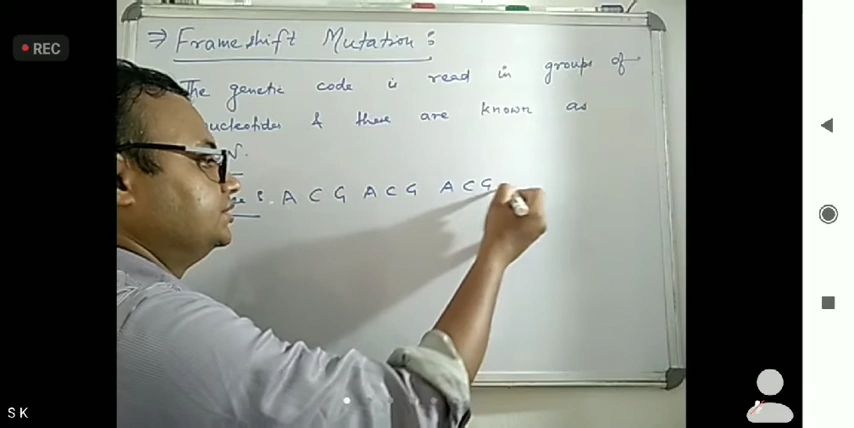 REC
⇒ Frameshift Mutation :
The genetic code is read in groups of
nucleotides & these are known as
A C G A C G A C G
S K